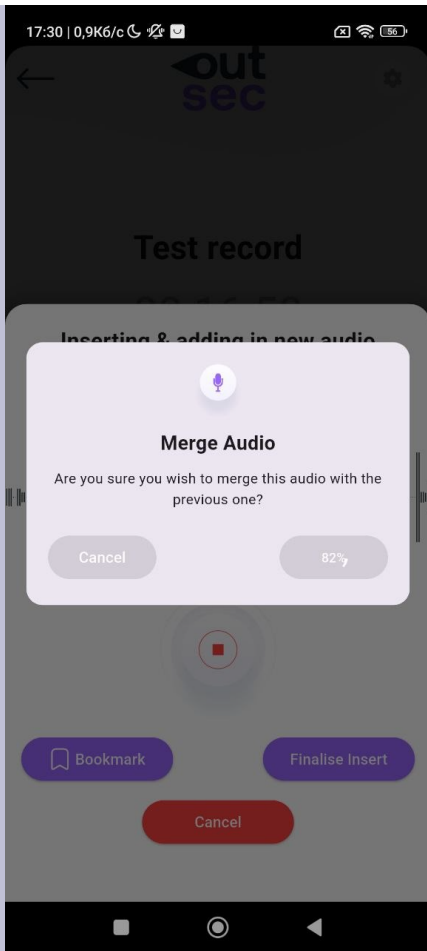 17:30 | 0,9Кб/с
56
out
sec
Test record
Inserting & adding in new audio
Merge Audio
Are you sure you wish to merge this audio with the
previous one?
Cancel
82%
Bookmark
Finalise Insert
Cancel